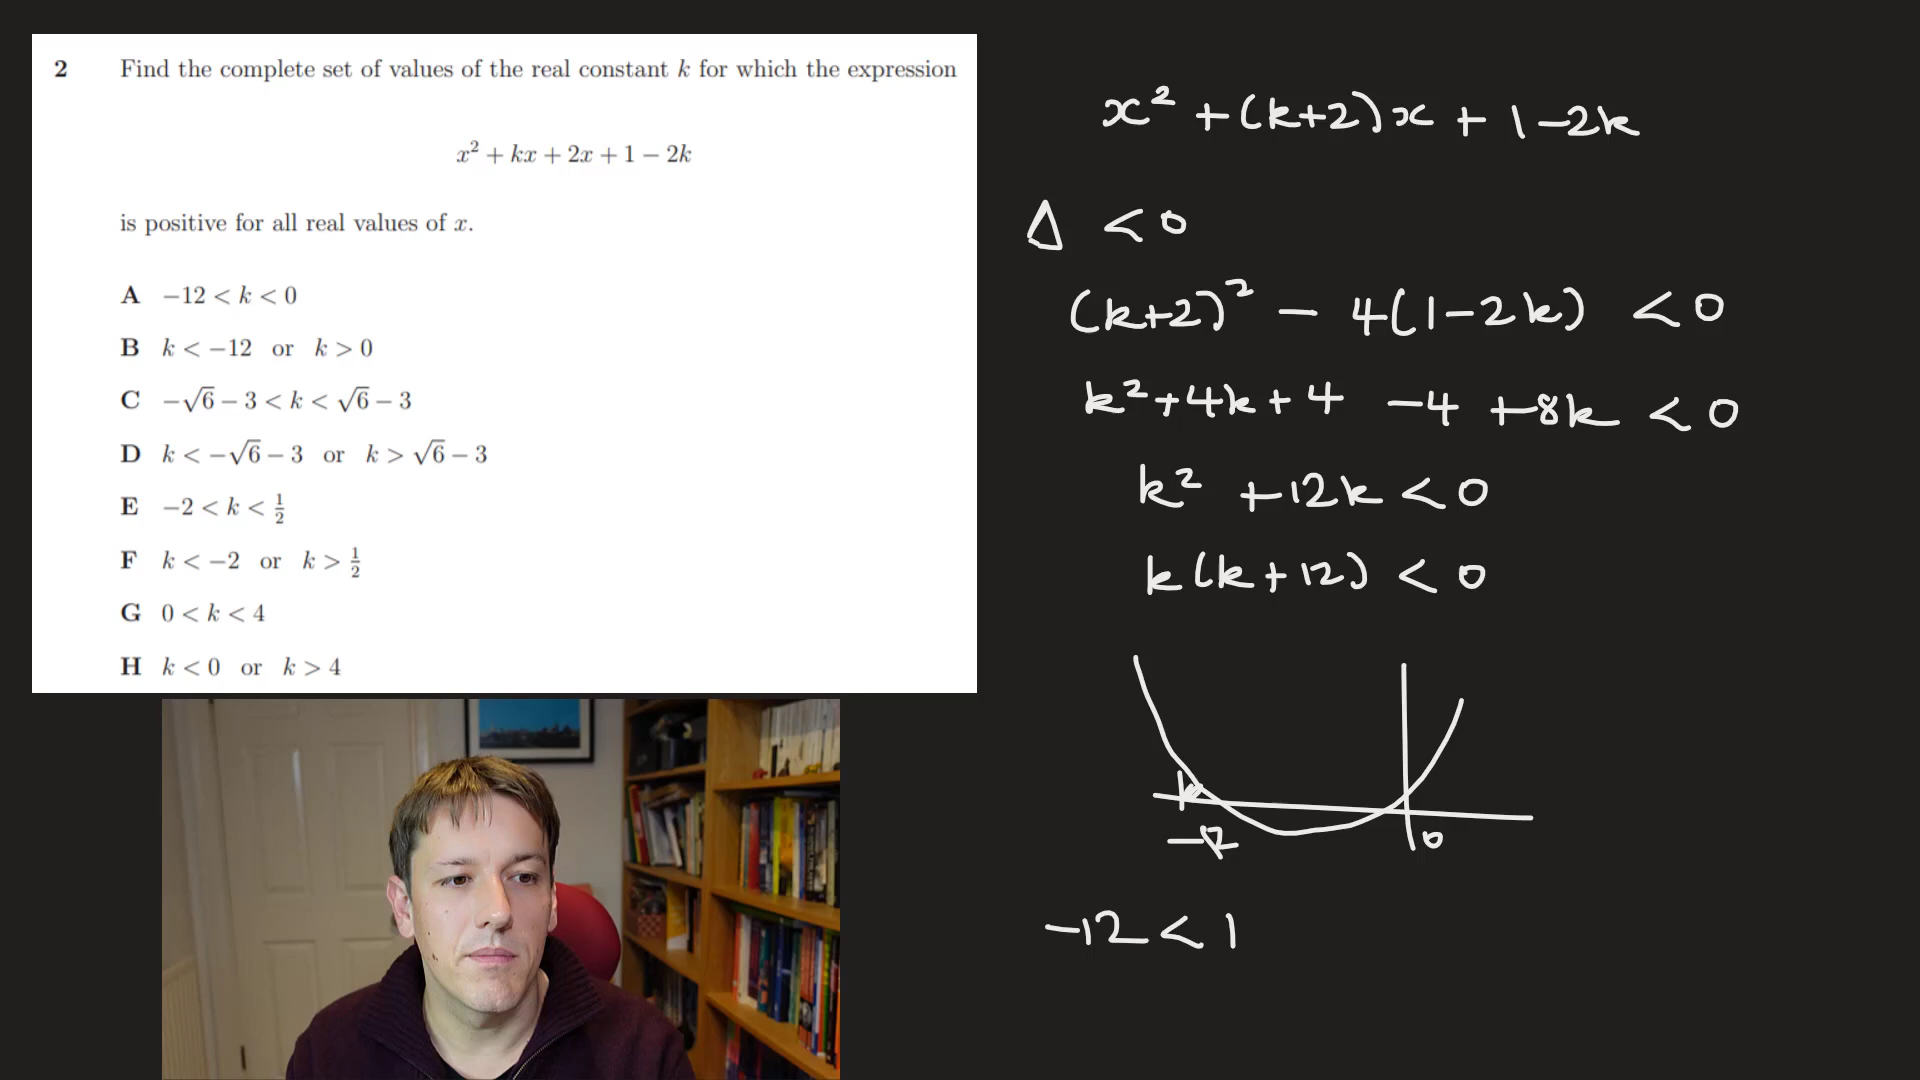 2 Find the complete set of values of the real constant k for which the expression
x² + kx + 2x + 1 − 2k
is positive for all real values of x.
A −12 < k < 0
B k < −12 or k > 0
C −√6 − 3 < k < √6 − 3
D k < −√6 − 3 or k > √6 − 3
E −2 < k < 1/2
F k < −2 or k > 1/2
G 0 < k < 4
H k < 0 or k > 4
x² + (k+2)x + 1 − 2k
Δ < 0
(k+2)² − 4(1−2k) < 0
k² + 4k + 4 − 4 + 8k < 0
k² + 12k < 0
k(k+12) < 0
−12 0
−12 < 1